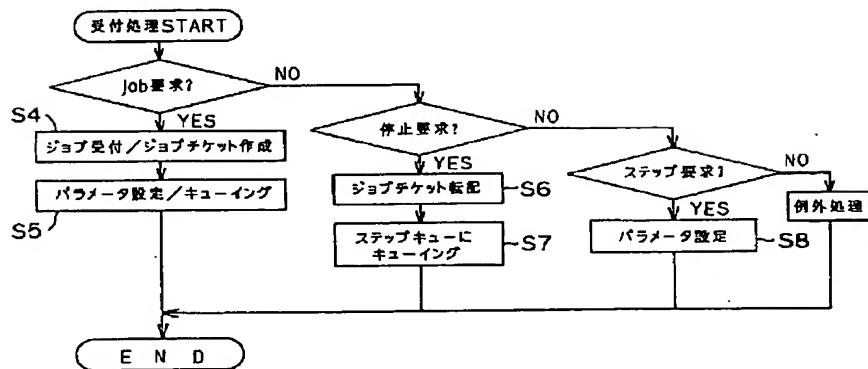 受付処理START
Job要求?
NO
S4
YES
ジョブ受付/ジョブチケット作成
パラメータ設定/キューイング
S5
停止要求?
NO
YES
ジョブチケット転配
S6
ステップキューに
キューイング
S7
ステップ要求?
NO
YES
パラメータ設定
S8
例外処理
END